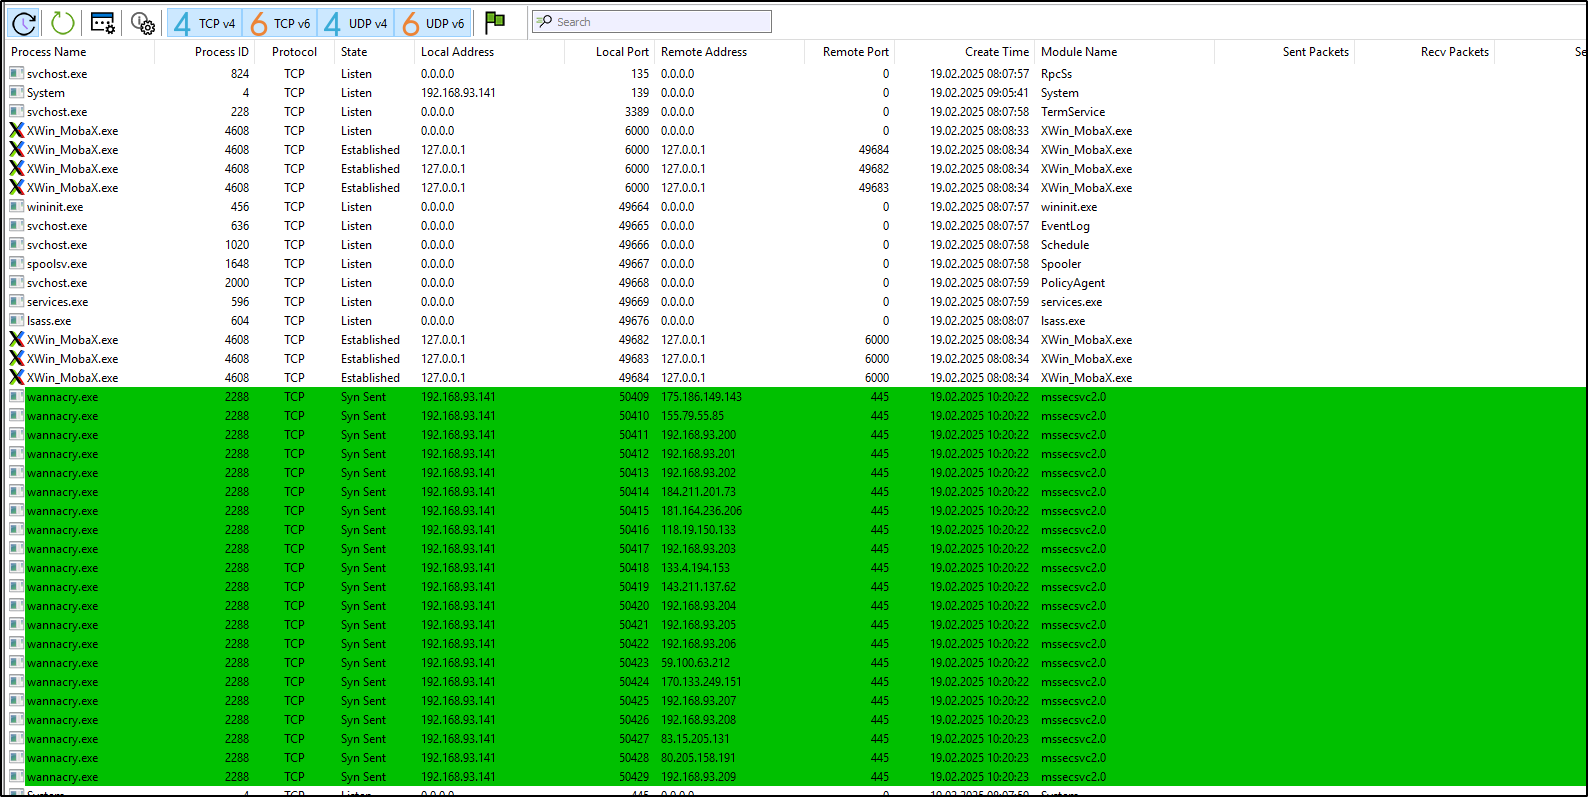 4 TCP v4 6 TCP v6 4 UDP v4 6 UDP v6 Search
Process Name Process ID Protocol State Local Address Local Port Remote Address Remote Port Create Time Module Name Sent Packets Recv Packets Se
svchost.exe 824 TCP Listen 0.0.0.0 135 0.0.0.0 0 19.02.2025 08:07:57 RpcSs
System 4 TCP Listen 192.168.93.141 139 0.0.0.0 0 19.02.2025 09:05:41 System
svchost.exe 228 TCP Listen 0.0.0.0 3389 0.0.0.0 0 19.02.2025 08:07:58 TermService
XWin_MobaX.exe 4608 TCP Listen 0.0.0.0 6000 0.0.0.0 0 19.02.2025 08:08:33 XWin_MobaX.exe
XWin_MobaX.exe 4608 TCP Established 127.0.0.1 6000 127.0.0.1 49684 19.02.2025 08:08:34 XWin_MobaX.exe
XWin_MobaX.exe 4608 TCP Established 127.0.0.1 6000 127.0.0.1 49682 19.02.2025 08:08:34 XWin_MobaX.exe
XWin_MobaX.exe 4608 TCP Established 127.0.0.1 6000 127.0.0.1 49683 19.02.2025 08:08:34 XWin_MobaX.exe
wininit.exe 456 TCP Listen 0.0.0.0 49664 0.0.0.0 0 19.02.2025 08:07:57 wininit.exe
svchost.exe 636 TCP Listen 0.0.0.0 49665 0.0.0.0 0 19.02.2025 08:07:57 EventLog
svchost.exe 1020 TCP Listen 0.0.0.0 49666 0.0.0.0 0 19.02.2025 08:07:58 Schedule
spoolsv.exe 1648 TCP Listen 0.0.0.0 49667 0.0.0.0 0 19.02.2025 08:07:58 Spooler
svchost.exe 2000 TCP Listen 0.0.0.0 49668 0.0.0.0 0 19.02.2025 08:07:59 PolicyAgent
services.exe 596 TCP Listen 0.0.0.0 49669 0.0.0.0 0 19.02.2025 08:07:59 services.exe
lsass.exe 604 TCP Listen 0.0.0.0 49676 0.0.0.0 0 19.02.2025 08:08:07 lsass.exe
XWin_MobaX.exe 4608 TCP Established 127.0.0.1 49682 127.0.0.1 6000 19.02.2025 08:08:34 XWin_MobaX.exe
XWin_MobaX.exe 4608 TCP Established 127.0.0.1 49683 127.0.0.1 6000 19.02.2025 08:08:34 XWin_MobaX.exe
XWin_MobaX.exe 4608 TCP Established 127.0.0.1 49684 127.0.0.1 6000 19.02.2025 08:08:34 XWin_MobaX.exe
wannacry.exe 2288 TCP Syn Sent 192.168.93.141 50409 175.186.149.143 445 19.02.2025 10:20:22 mssecsvc2.0
wannacry.exe 2288 TCP Syn Sent 192.168.93.141 50410 155.79.55.85 445 19.02.2025 10:20:22 mssecsvc2.0
wannacry.exe 2288 TCP Syn Sent 192.168.93.141 50411 192.168.93.200 445 19.02.2025 10:20:22 mssecsvc2.0
wannacry.exe 2288 TCP Syn Sent 192.168.93.141 50412 192.168.93.201 445 19.02.2025 10:20:22 mssecsvc2.0
wannacry.exe 2288 TCP Syn Sent 192.168.93.141 50413 192.168.93.202 445 19.02.2025 10:20:22 mssecsvc2.0
wannacry.exe 2288 TCP Syn Sent 192.168.93.141 50414 184.211.201.73 445 19.02.2025 10:20:22 mssecsvc2.0
wannacry.exe 2288 TCP Syn Sent 192.168.93.141 50415 181.164.236.206 445 19.02.2025 10:20:22 mssecsvc2.0
wannacry.exe 2288 TCP Syn Sent 192.168.93.141 50416 118.19.150.133 445 19.02.2025 10:20:22 mssecsvc2.0
wannacry.exe 2288 TCP Syn Sent 192.168.93.141 50417 192.168.93.203 445 19.02.2025 10:20:22 mssecsvc2.0
wannacry.exe 2288 TCP Syn Sent 192.168.93.141 50418 133.4.194.153 445 19.02.2025 10:20:22 mssecsvc2.0
wannacry.exe 2288 TCP Syn Sent 192.168.93.141 50419 143.211.137.62 445 19.02.2025 10:20:22 mssecsvc2.0
wannacry.exe 2288 TCP Syn Sent 192.168.93.141 50420 192.168.93.204 445 19.02.2025 10:20:22 mssecsvc2.0
wannacry.exe 2288 TCP Syn Sent 192.168.93.141 50421 192.168.93.205 445 19.02.2025 10:20:22 mssecsvc2.0
wannacry.exe 2288 TCP Syn Sent 192.168.93.141 50422 192.168.93.206 445 19.02.2025 10:20:22 mssecsvc2.0
wannacry.exe 2288 TCP Syn Sent 192.168.93.141 50423 59.100.63.212 445 19.02.2025 10:20:22 mssecsvc2.0
wannacry.exe 2288 TCP Syn Sent 192.168.93.141 50424 170.133.249.151 445 19.02.2025 10:20:22 mssecsvc2.0
wannacry.exe 2288 TCP Syn Sent 192.168.93.141 50425 192.168.93.207 445 19.02.2025 10:20:22 mssecsvc2.0
wannacry.exe 2288 TCP Syn Sent 192.168.93.141 50426 192.168.93.208 445 19.02.2025 10:20:23 mssecsvc2.0
wannacry.exe 2288 TCP Syn Sent 192.168.93.141 50427 83.15.205.131 445 19.02.2025 10:20:23 mssecsvc2.0
wannacry.exe 2288 TCP Syn Sent 192.168.93.141 50428 80.205.158.191 445 19.02.2025 10:20:23 mssecsvc2.0
wannacry.exe 2288 TCP Syn Sent 192.168.93.141 50429 192.168.93.209 445 19.02.2025 10:20:23 mssecsvc2.0